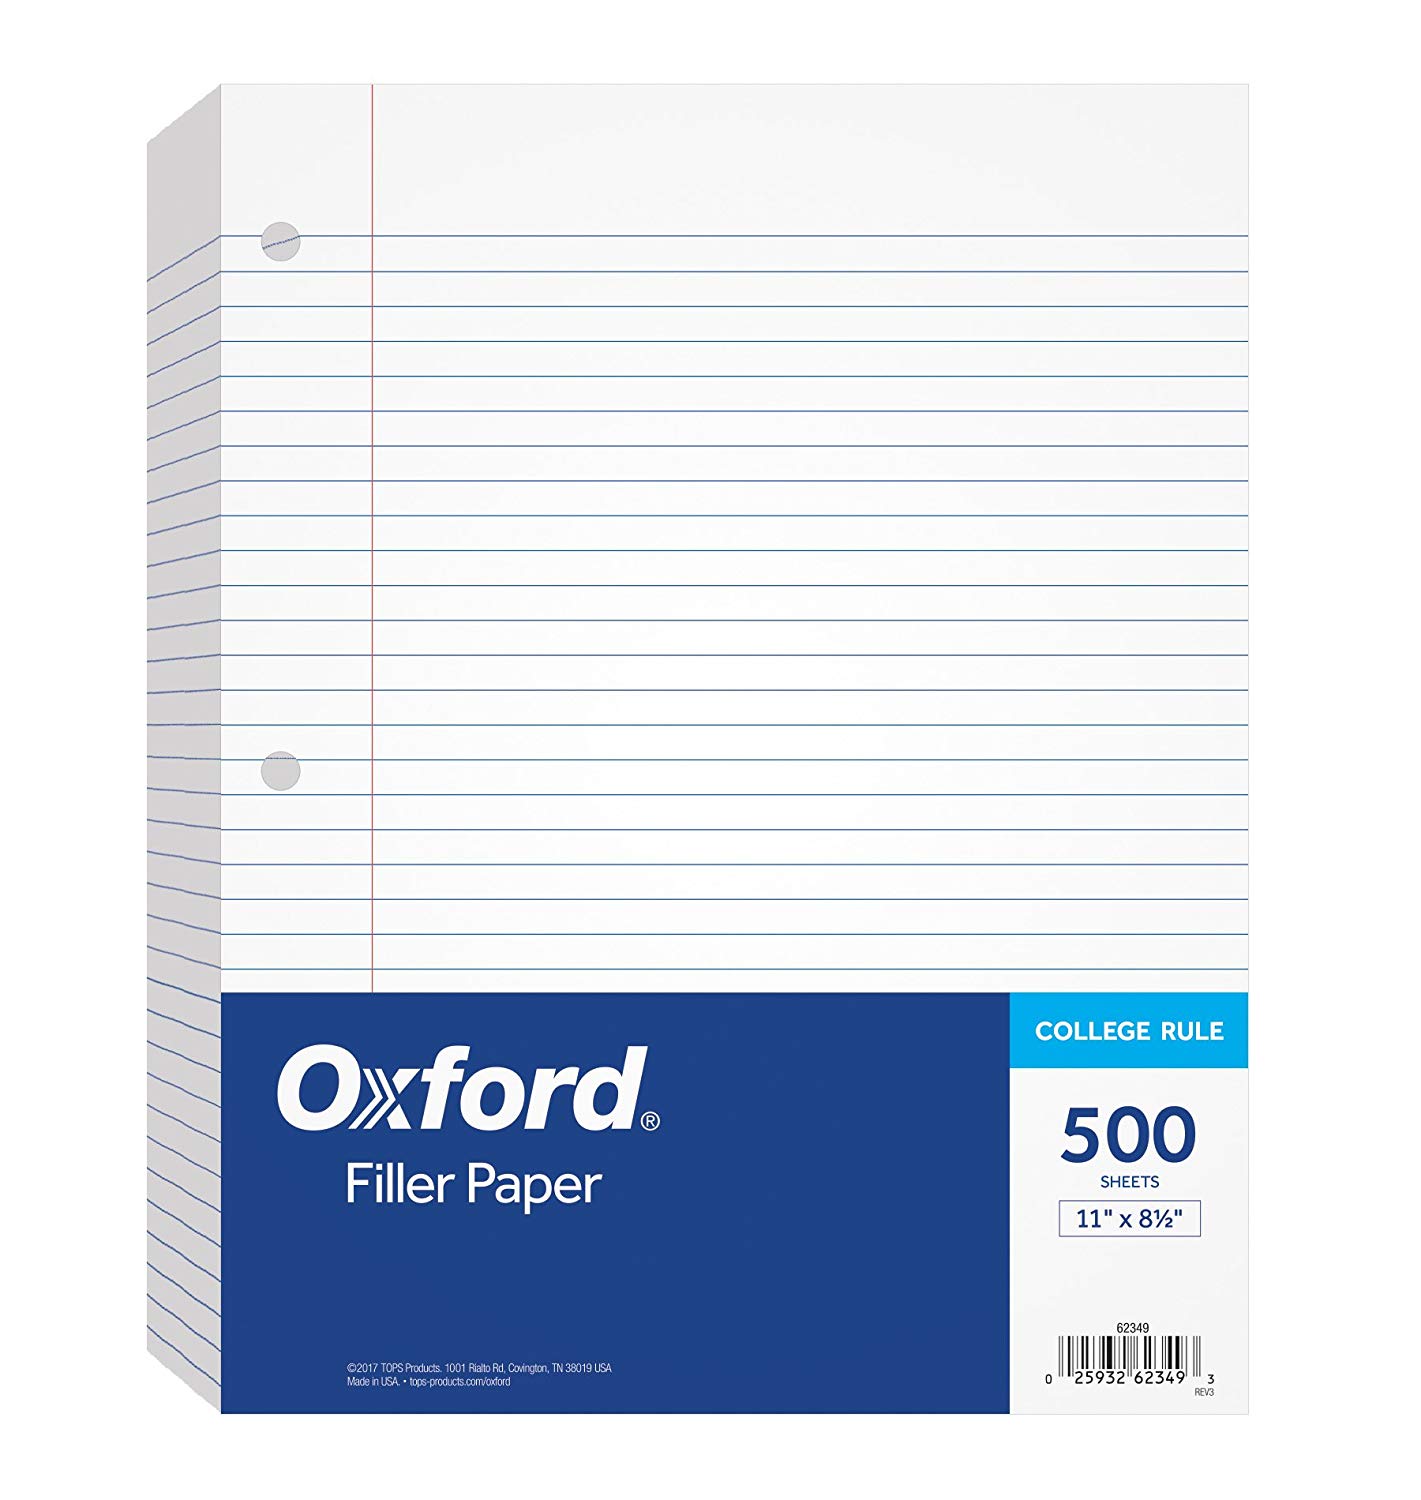 COLLEGE RULE
Oxford®
Filler Paper
500
SHEETS
11" x 8½"
62349
0 25932 62349 3
REV3
©2017 TOPS Products. 1001 Rialto Rd, Covington, TN 38019 USA
Made in USA. • tops-products.com/oxford